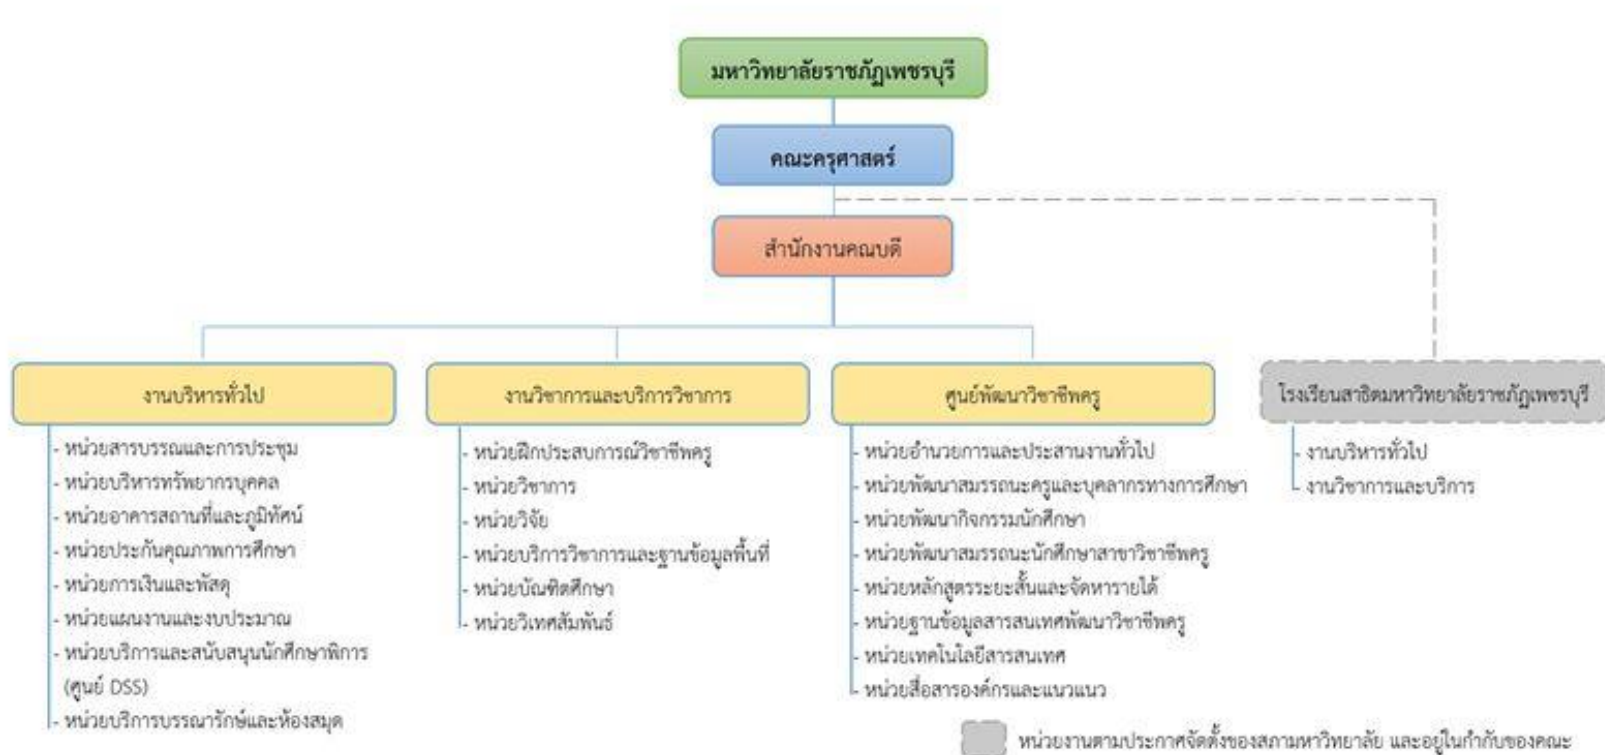 มหาวิทยาลัยราชภัฏเพชรบุรี
คณะครุศาสตร์
สำนักงานคณบดี
งานบริหารทั่วไป
- หน่วยสารบรรณและการประชุม
- หน่วยบริหารทรัพยากรบุคคล
- หน่วยอาคารสถานที่และภูมิทัศน์
- หน่วยประกันคุณภาพการศึกษา
- หน่วยการเงินและพัสดุ
- หน่วยแผนงานและงบประมาณ
- หน่วยบริการและสนับสนุนนักศึกษาพิการ
(ศูนย์ DSS)
- หน่วยบริการบรรณารักษ์และห้องสมุด
งานวิชาการและบริการวิชาการ
- หน่วยฝึกประสบการณ์วิชาชีพครู
- หน่วยวิชาการ
- หน่วยวิจัย
- หน่วยบริการวิชาการและฐานข้อมูลพื้นที่
- หน่วยบัณฑิตศึกษา
- หน่วยวิเทศสัมพันธ์
ศูนย์พัฒนาวิชาชีพครู
- หน่วยอำนวยการและประสานงานทั่วไป
- หน่วยพัฒนาสมรรถนะครูและบุคลากรทางการศึกษา
- หน่วยพัฒนากิจกรรมนักศึกษา
- หน่วยพัฒนาสมรรถนะนักศึกษาสาขาวิชาชีพครู
- หน่วยหลักสูตรระยะสั้นและจัดหารายได้
- หน่วยฐานข้อมูลสารสนเทศพัฒนาวิชาชีพครู
- หน่วยเทคโนโลยีสารสนเทศ
- หน่วยสื่อสารองค์กรและแนวแนว
โรงเรียนสาธิตมหาวิทยาลัยราชภัฏเพชรบุรี
- งานบริหารทั่วไป
- งานวิชาการและบริการ
หน่วยงานตามประกาศจัดตั้งของสภามหาวิทยาลัย และอยู่ในกำกับของคณะ